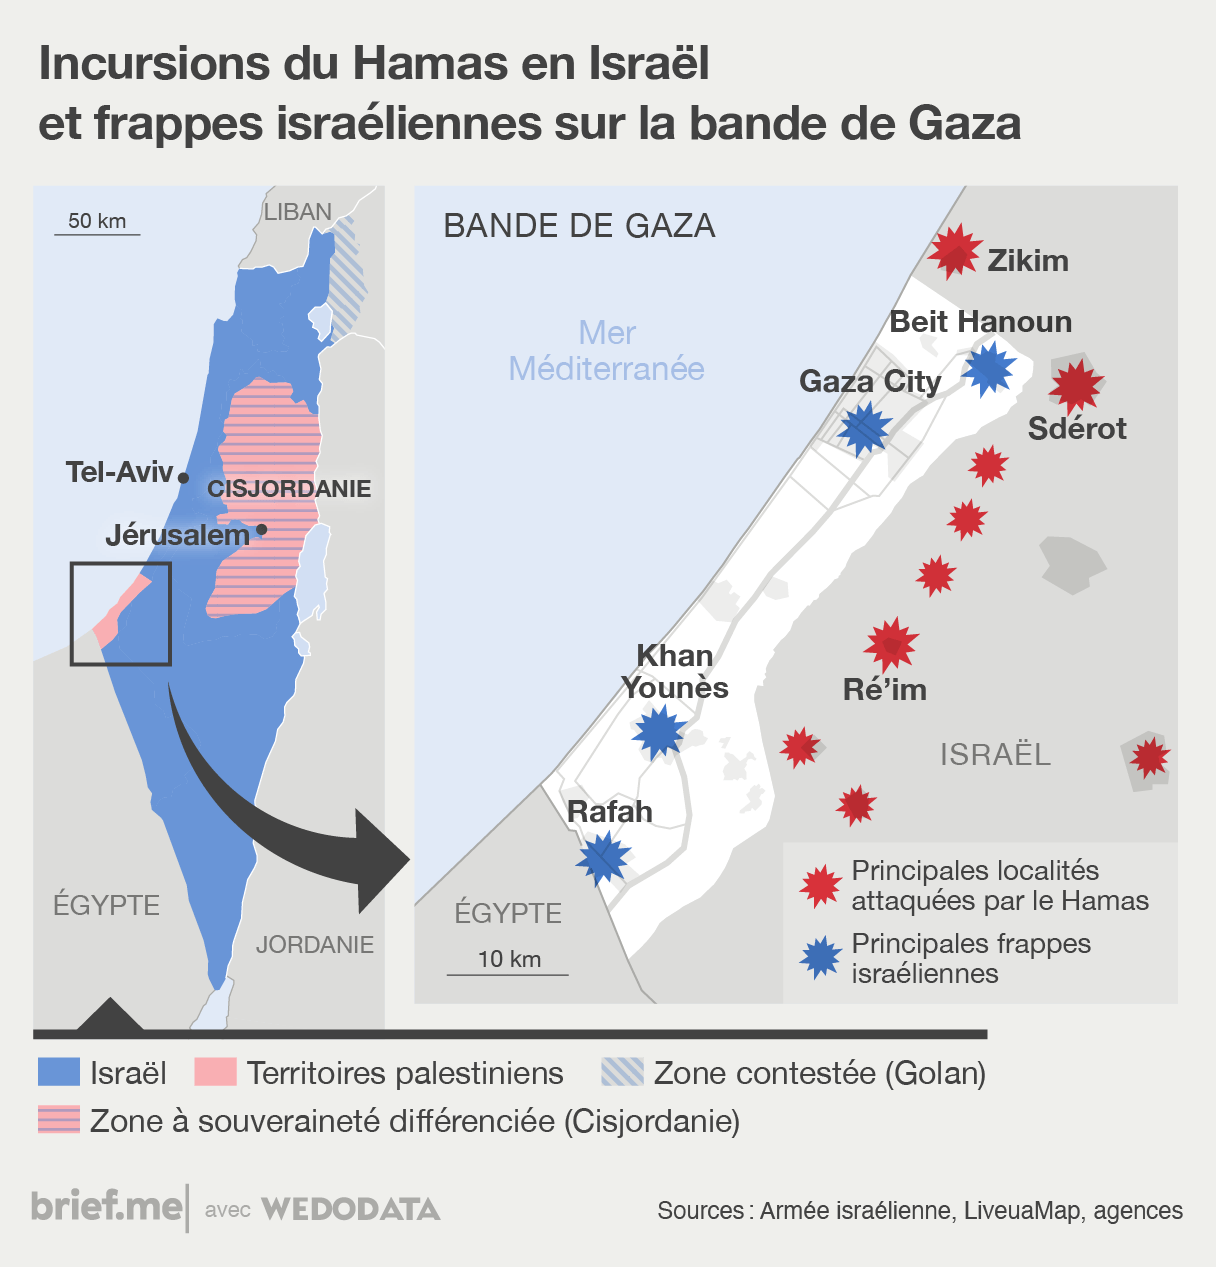 Incursions du Hamas en Israël
et frappes israéliennes sur la bande de Gaza
50 km
LIBAN
Tel-Aviv
CISJORDANIE
Jérusalem
ÉGYPTE
JORDANIE
BANDE DE GAZA
Mer
Méditerranée
Zikim
Beit Hanoun
Gaza City
Sdérot
Khan
Younès
Ré’im
ISRAËL
Rafah
ÉGYPTE
10 km
Principales localités
attaquées par le Hamas
Principales frappes
israéliennes
Israël
Territoires palestiniens
Zone contestée (Golan)
Zone à souveraineté différenciée (Cisjordanie)
brief.me avec WEDODATA
Sources : Armée israélienne, LiveuaMap, agences